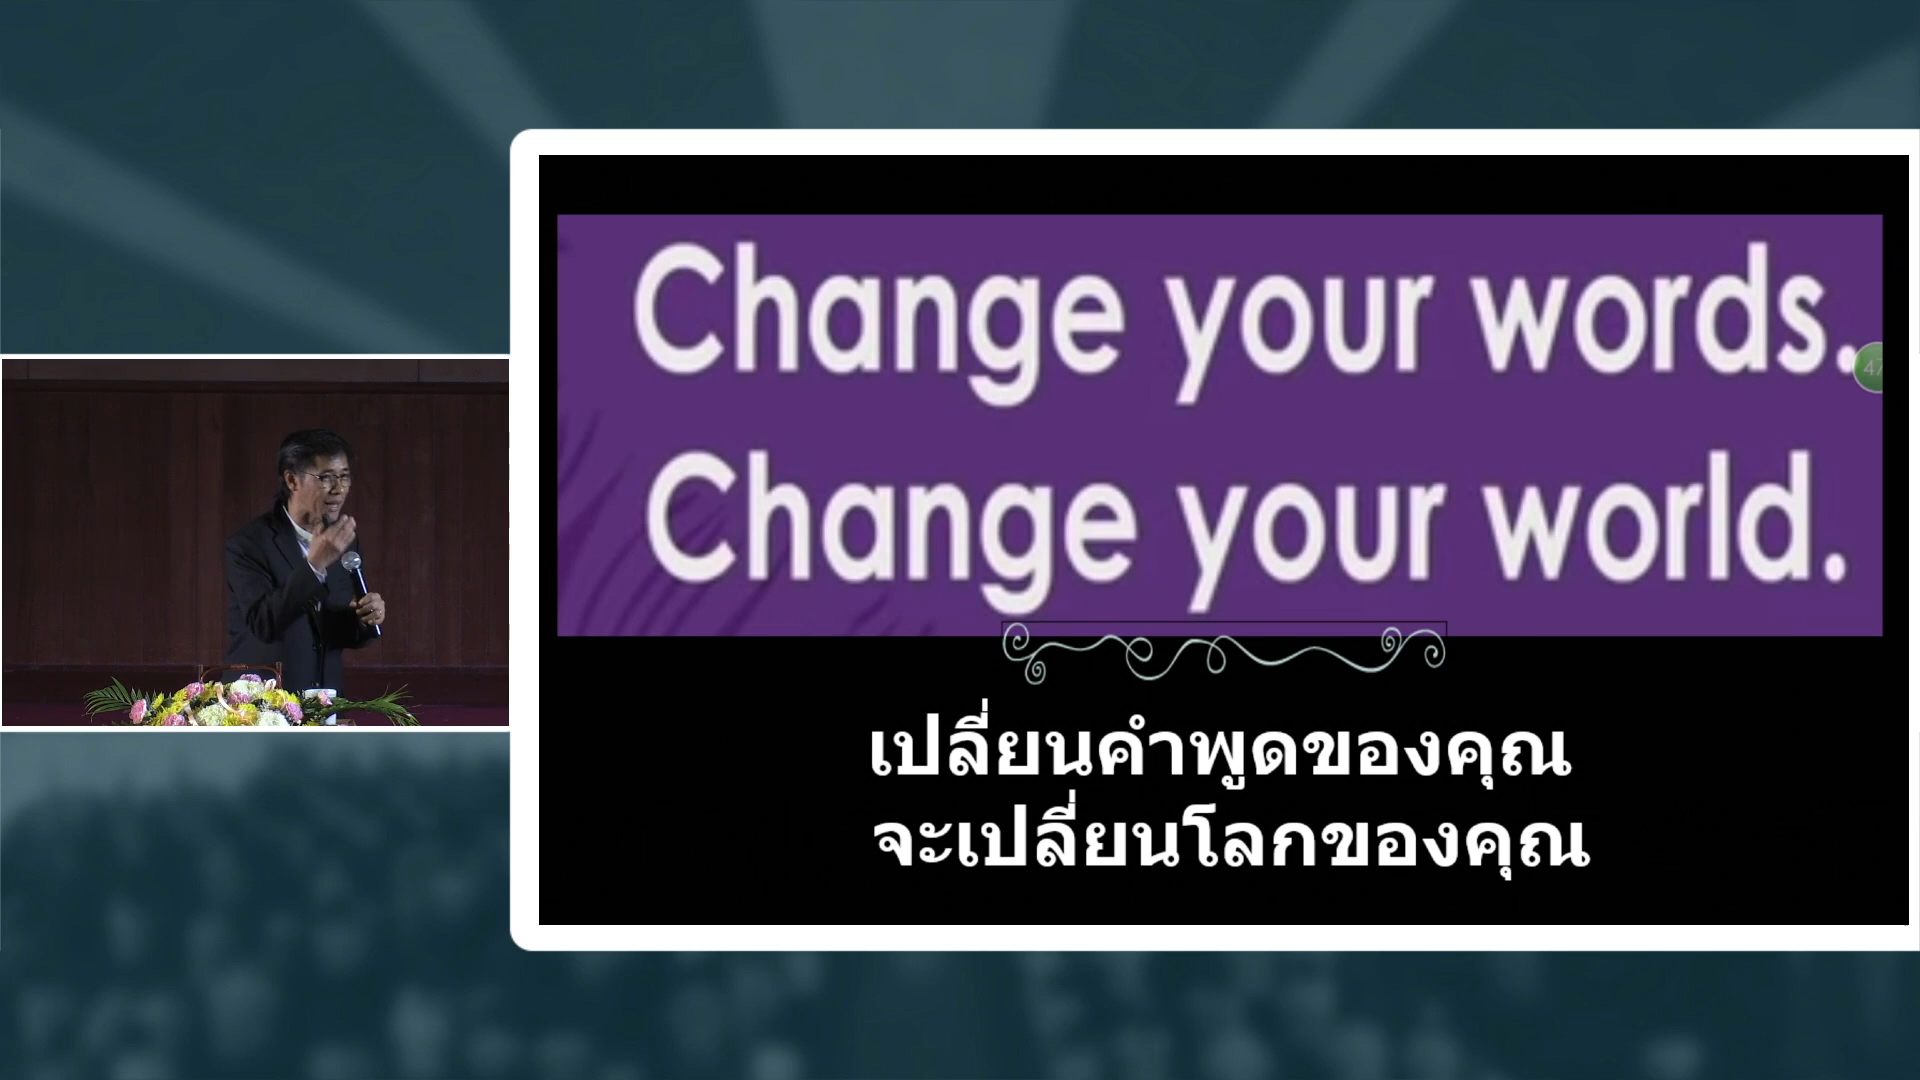 Change your words.
Change your world.
เปลี่ยนคำพูดของคุณ
จะเปลี่ยนโลกของคุณ
47